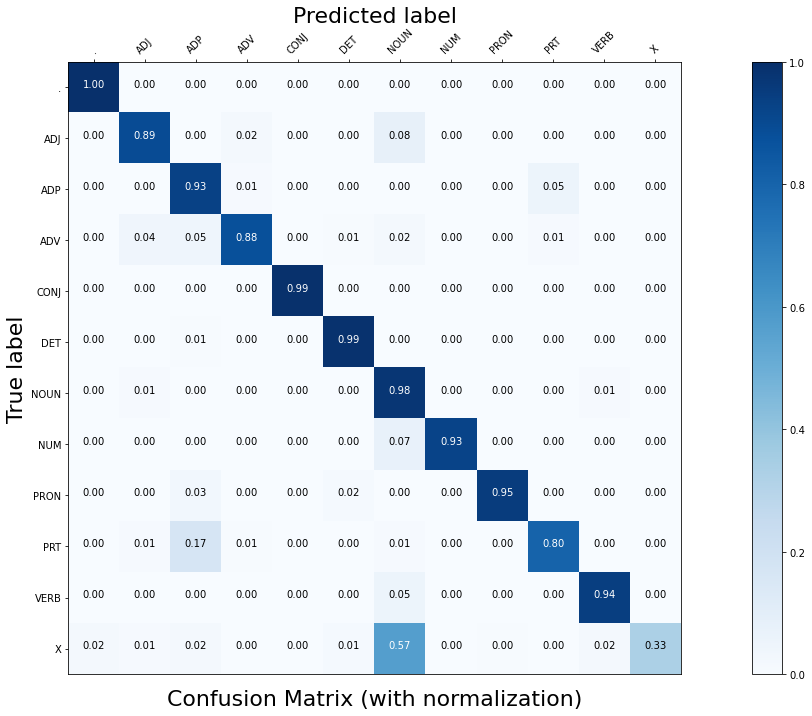 Predicted label
. ADJ ADP ADV CONJ DET NOUN NUM PRON PRT VERB X
. 1.00 0.00 0.00 0.00 0.00 0.00 0.00 0.00 0.00 0.00 0.00 0.00
ADJ 0.00 0.89 0.00 0.02 0.00 0.00 0.08 0.00 0.00 0.00 0.00 0.00
ADP 0.00 0.00 0.93 0.01 0.00 0.00 0.00 0.00 0.00 0.05 0.00 0.00
ADV 0.00 0.04 0.05 0.88 0.00 0.01 0.02 0.00 0.00 0.01 0.00 0.00
CONJ 0.00 0.00 0.00 0.00 0.99 0.00 0.00 0.00 0.00 0.00 0.00 0.00
DET 0.00 0.00 0.01 0.00 0.00 0.99 0.00 0.00 0.00 0.00 0.00 0.00
NOUN 0.00 0.01 0.00 0.00 0.00 0.00 0.98 0.00 0.00 0.00 0.01 0.00
NUM 0.00 0.00 0.00 0.00 0.00 0.00 0.07 0.93 0.00 0.00 0.00 0.00
PRON 0.00 0.00 0.03 0.00 0.00 0.02 0.00 0.00 0.95 0.00 0.00 0.00
PRT 0.00 0.01 0.17 0.01 0.00 0.00 0.01 0.00 0.00 0.80 0.00 0.00
VERB 0.00 0.00 0.00 0.00 0.00 0.00 0.05 0.00 0.00 0.00 0.94 0.00
X 0.02 0.01 0.02 0.00 0.00 0.01 0.57 0.00 0.00 0.00 0.02 0.33
True label
Confusion Matrix (with normalization)
1.0
0.8
0.6
0.4
0.2
0.0